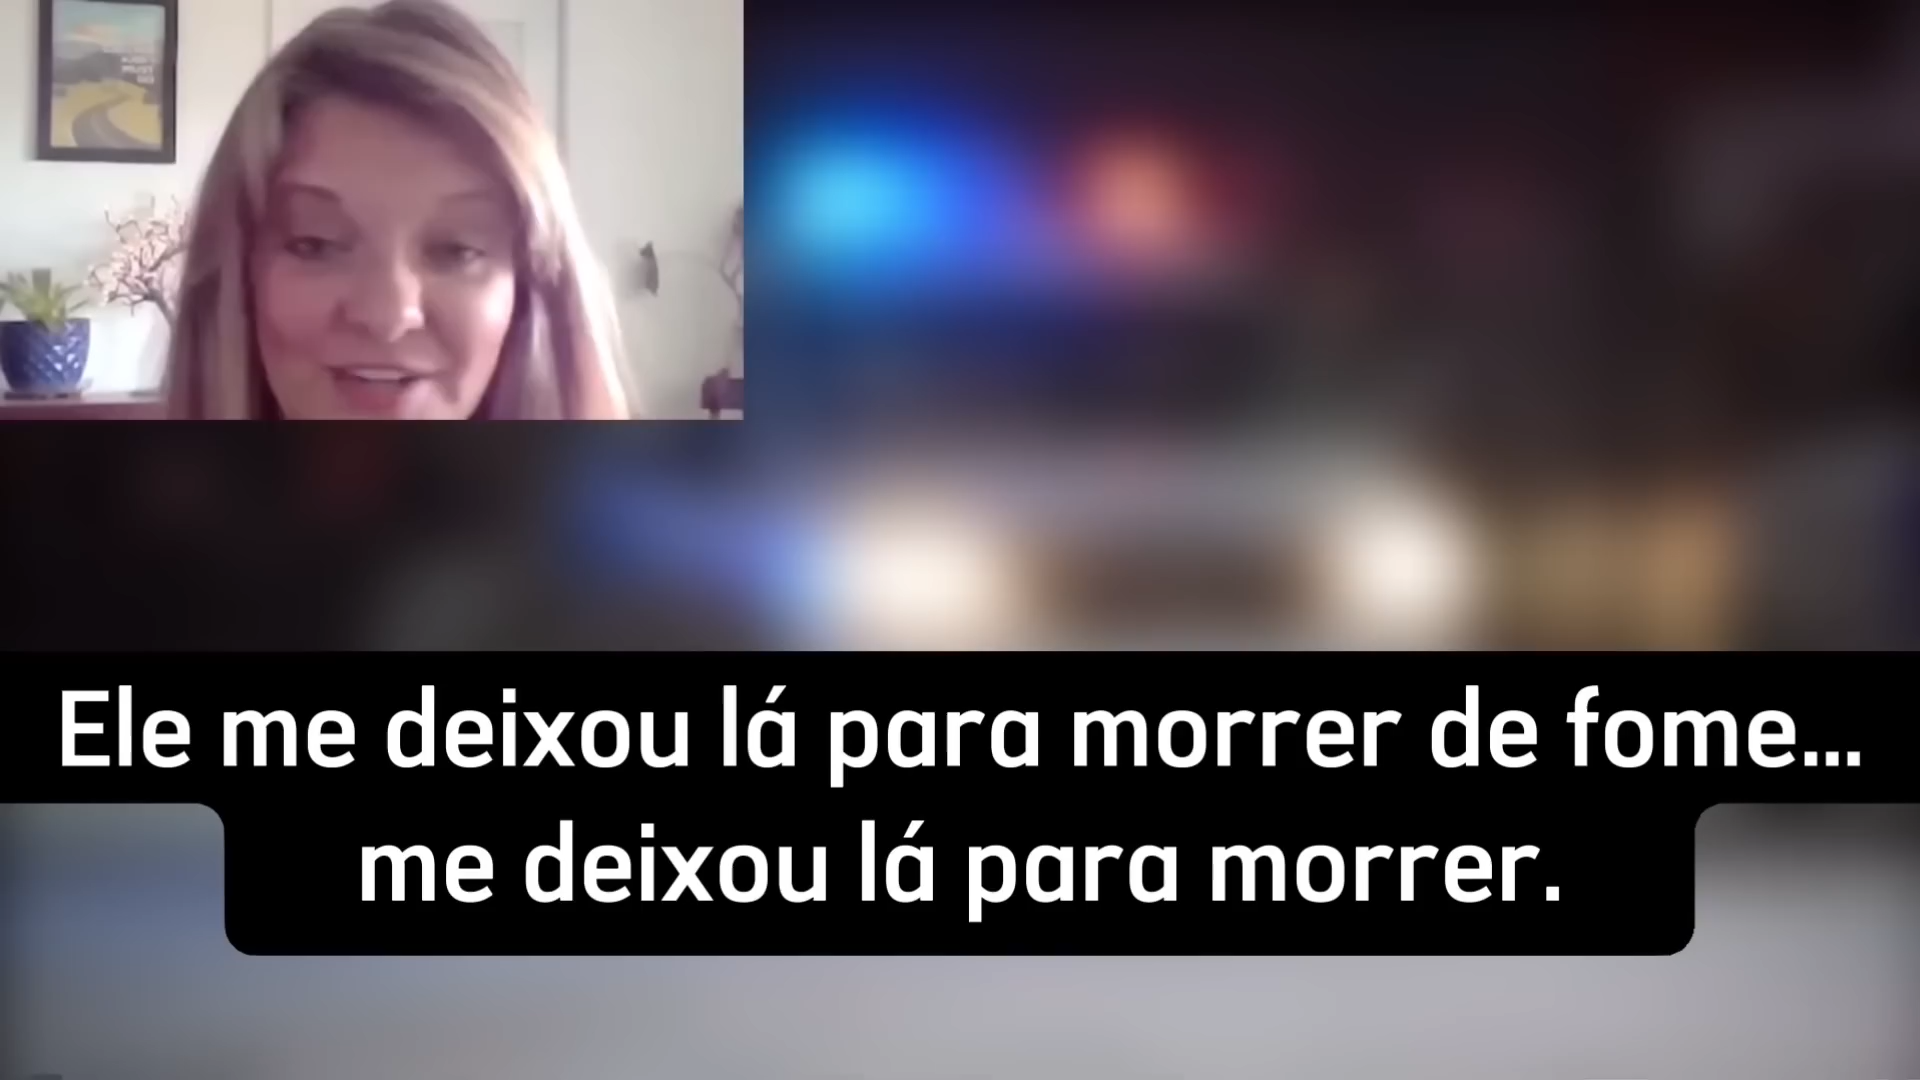 Ele me deixou lá para morrer de fome...
me deixou lá para morrer.